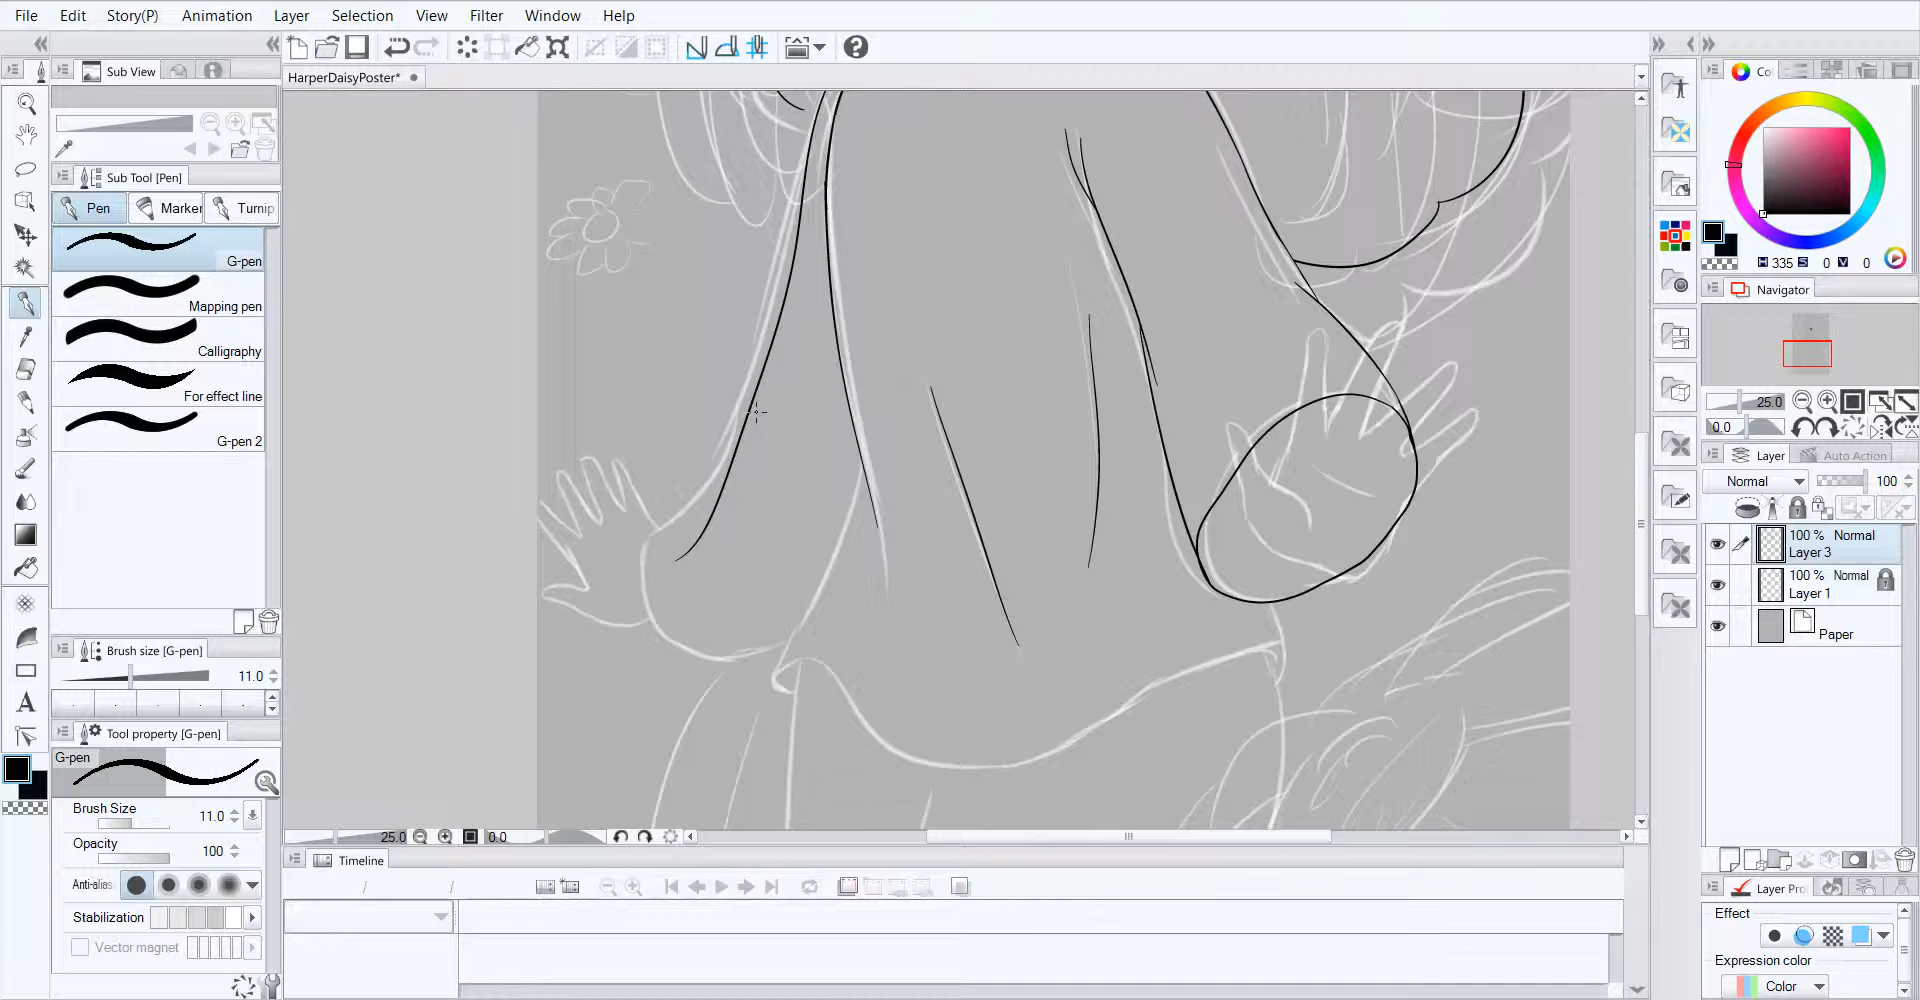 File Edit Story(P) Animation Layer Selection View Filter Window Help
Sub View
HarperDaisyPoster*
Co
Sub Tool [Pen]
Pen Marker Turnip
G-pen
Mapping pen
Calligraphy
For effect line
G-pen 2
H 335 S 0 V 0
Navigator
25.0
0.0
Layer Auto Action
Normal 100
100 % Normal
Layer 3
100 % Normal
Layer 1
Paper
Brush size [G-pen]
11.0
Tool property [G-pen]
G-pen
Brush Size 11.0
Opacity 100
Anti-alias
Stabilization
Vector magnet
25.0 0.0
Timeline
/ /
Layer Pro
Effect
Expression color
Color